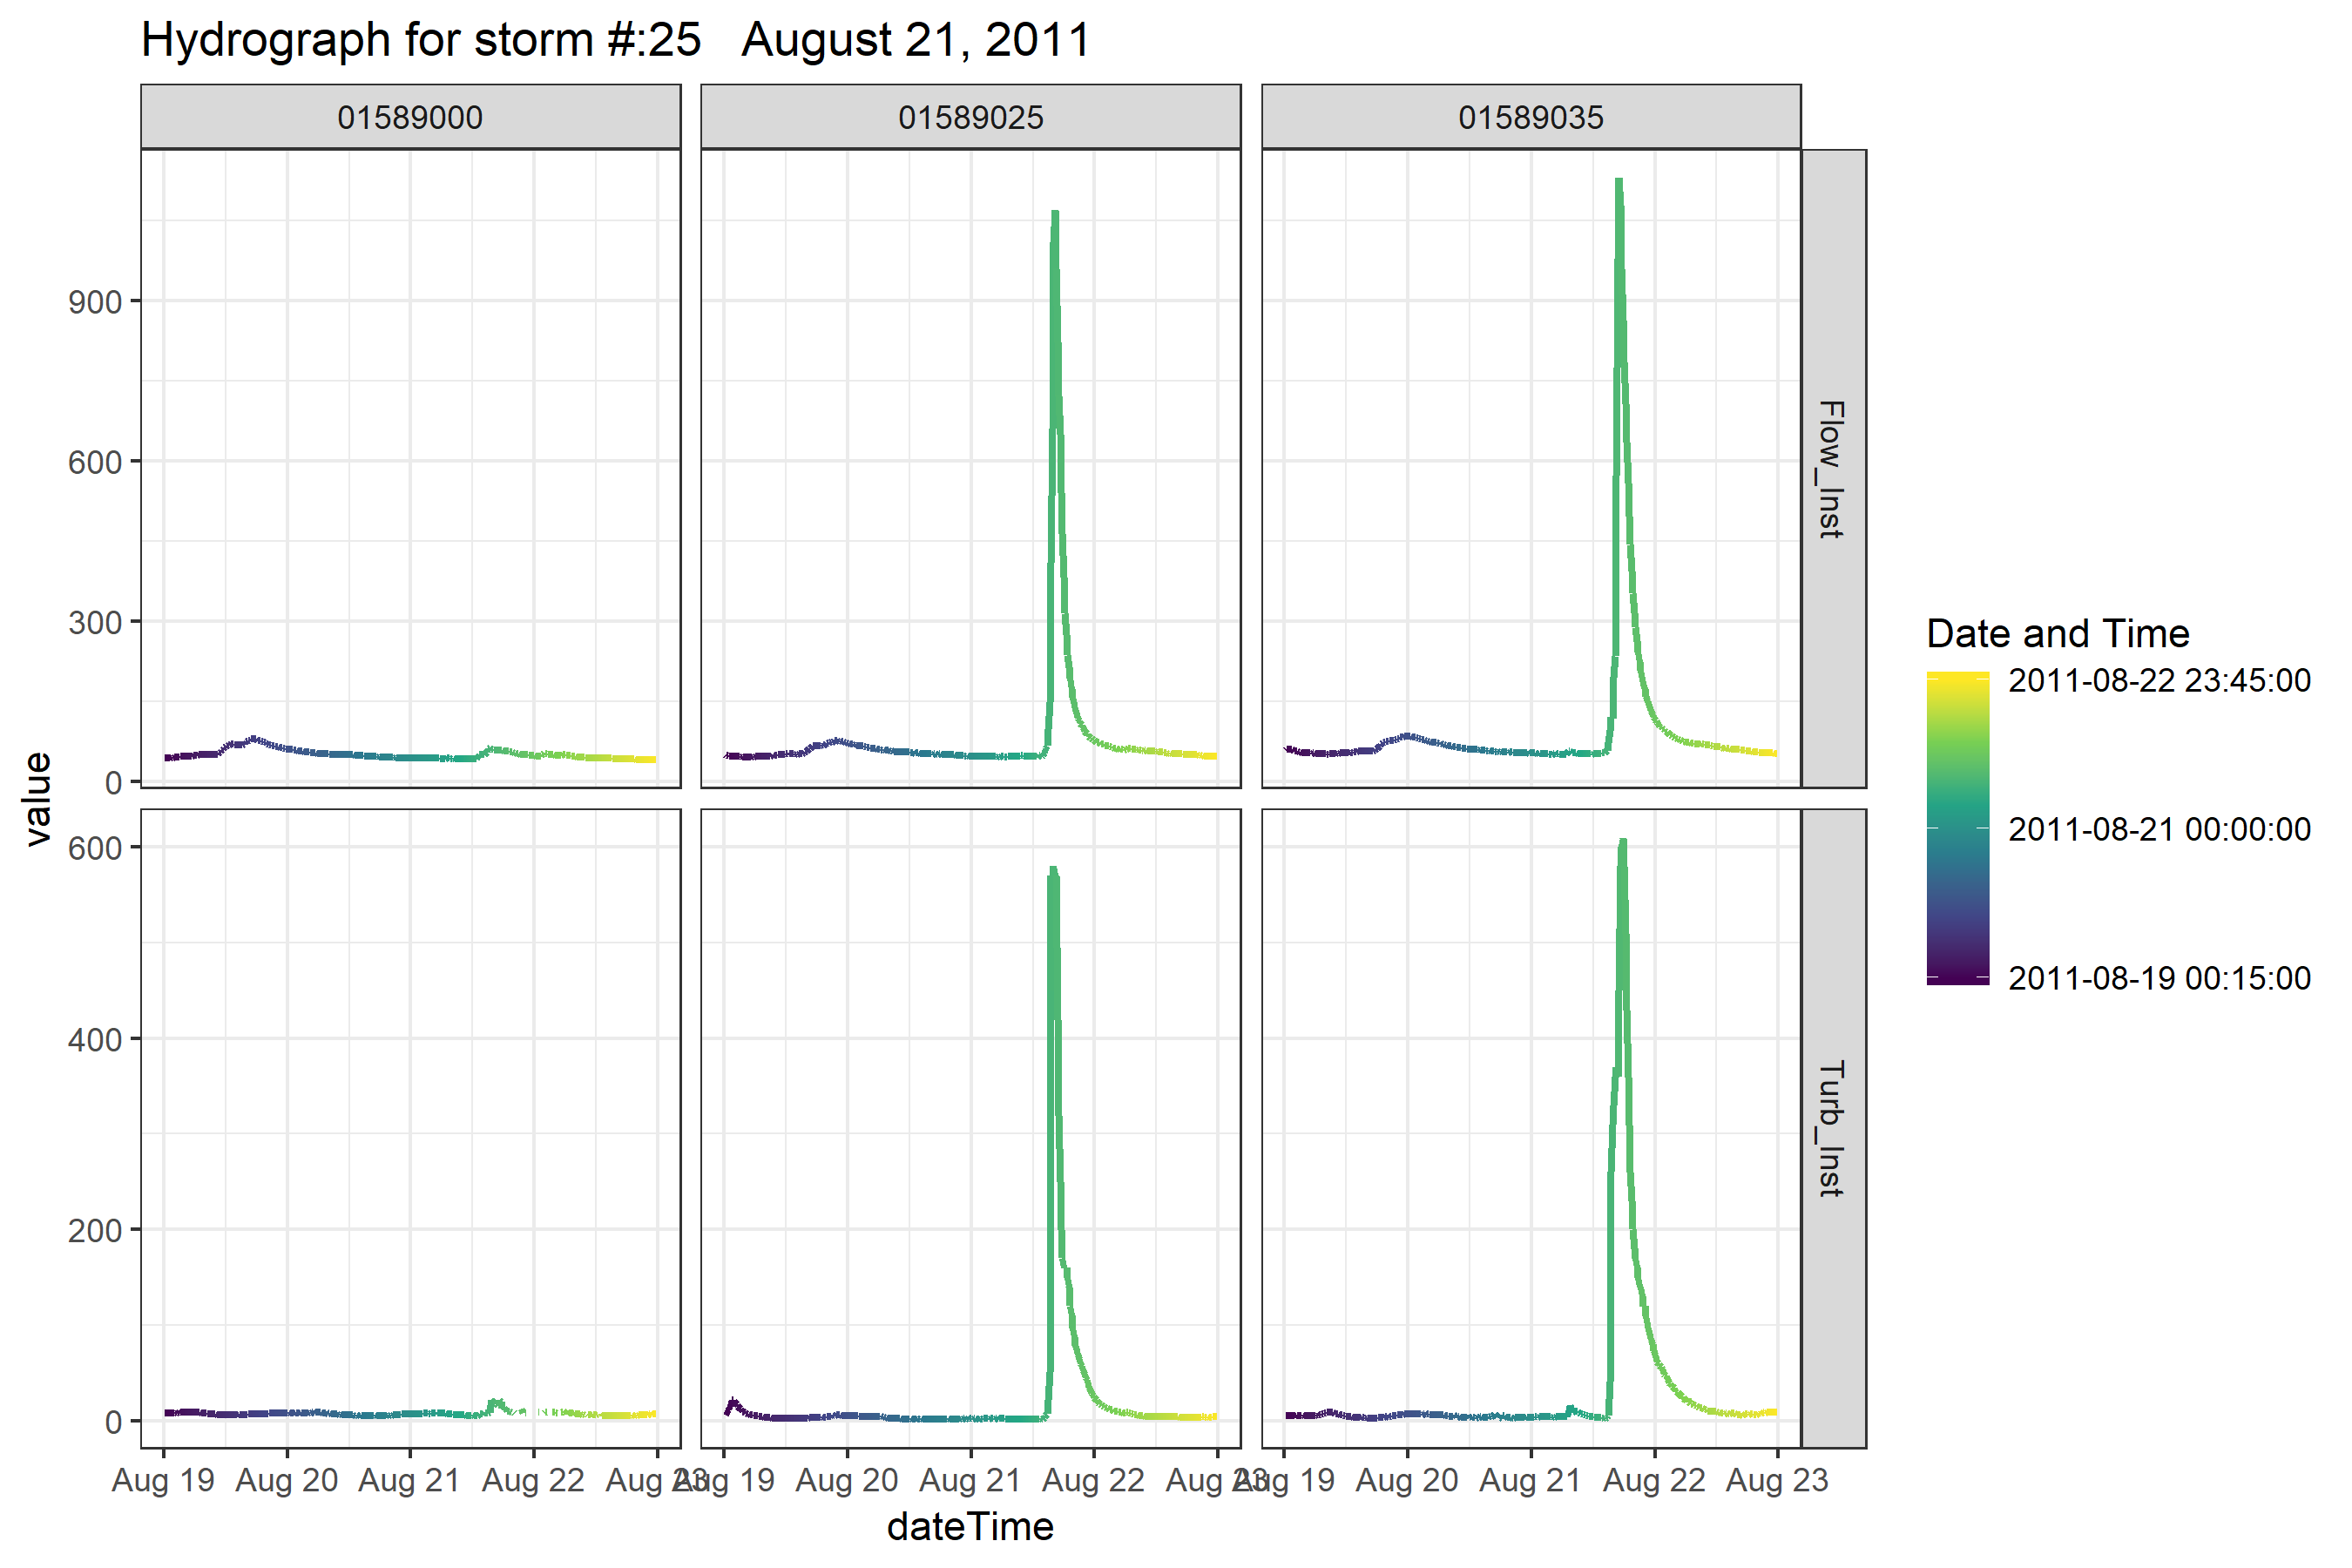 Hydrograph for storm #:25   August 21, 2011
01589000
01589025
01589035
900
600
300
0
Flow_Inst
600
400
200
0
Turb_Inst
value
Aug 19
Aug 20
Aug 21
Aug 22
Aug 23
Aug 19
Aug 20
Aug 21
Aug 22
Aug 23
Aug 19
Aug 20
Aug 21
Aug 22
Aug 23
dateTime
Date and Time
2011-08-22 23:45:00
2011-08-21 00:00:00
2011-08-19 00:15:00